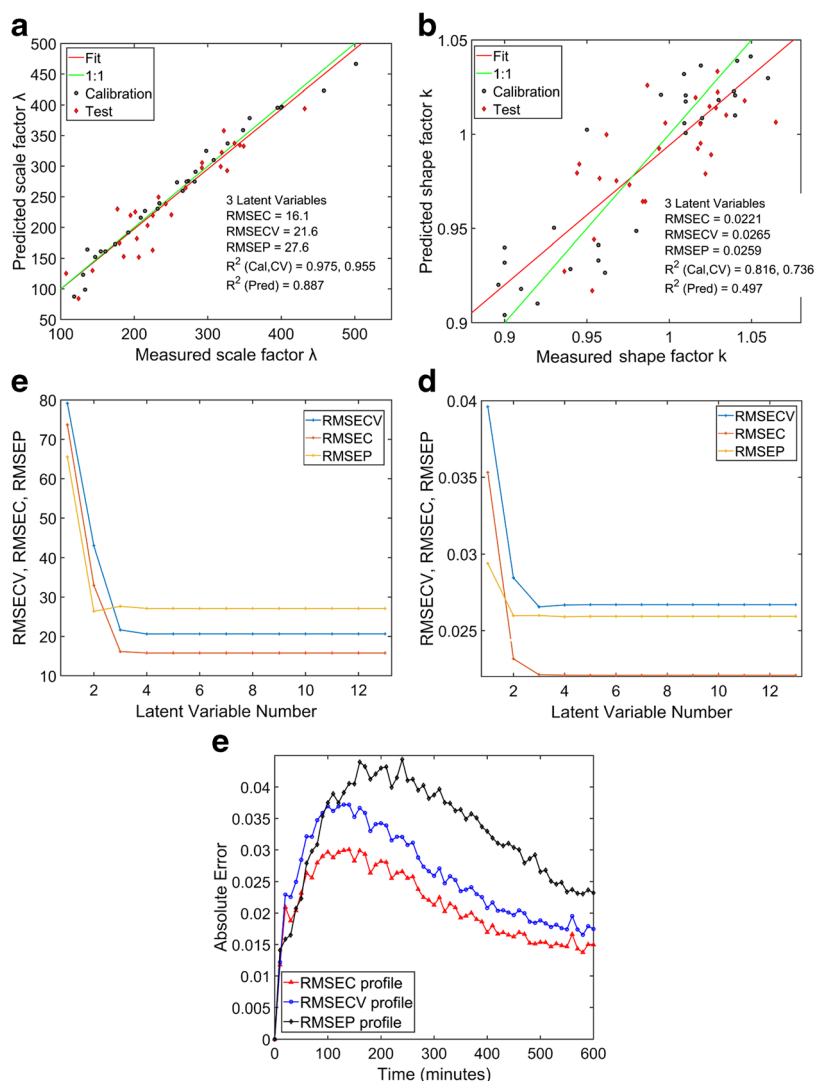 a
500
450
400
350
300
250
200
150
100
50
Predicted scale factor λ
Fit
1:1
Calibration
Test
3 Latent Variables
RMSEC = 16.1
RMSECV = 21.6
RMSEP = 27.6
R² (Cal,CV) = 0.975, 0.955
R² (Pred) = 0.887
100 200 300 400 500
Measured scale factor λ
b
1.05
1
0.95
0.9
Predicted shape factor k
Fit
1:1
Calibration
Test
3 Latent Variables
RMSEC = 0.0221
RMSECV = 0.0265
RMSEP = 0.0259
R² (Cal,CV) = 0.816, 0.736
R² (Pred) = 0.497
0.9 0.95 1 1.05
Measured shape factor k
e
80
70
60
50
40
30
20
10
RMSECV, RMSEC, RMSEP
RMSECV
RMSEC
RMSEP
2 4 6 8 10 12
Latent Variable Number
d
0.04
0.035
0.03
0.025
RMSECV, RMSEC, RMSEP
RMSECV
RMSEC
RMSEP
2 4 6 8 10 12
Latent Variable Number
e
0.04
0.035
0.03
0.025
0.02
0.015
0.01
0.005
0
Absolute Error
RMSEC profile
RMSECV profile
RMSEP profile
0 100 200 300 400 500 600
Time (minutes)